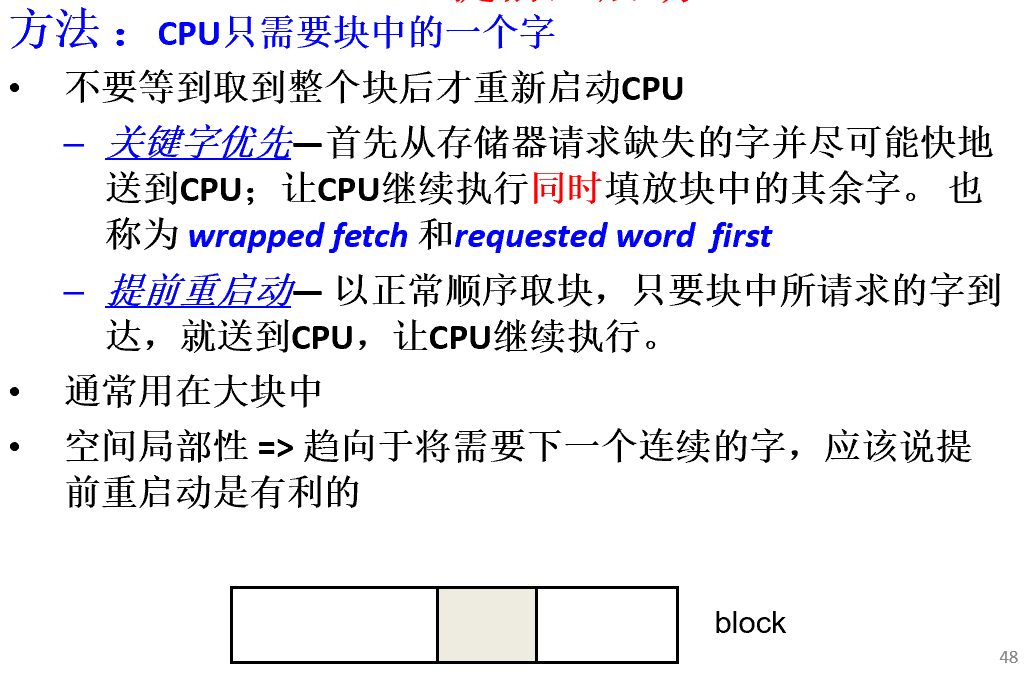 方法： CPU只需要块中的一个字
• 不要等到取到整个块后才重新启动CPU
– 关键字优先—首先从存储器请求缺失的字并尽可能快地
送到CPU；让CPU继续执行同时填放块中的其余字。 也
称为 wrapped fetch 和requested word first
– 提前重启动— 以正常顺序取块，只要块中所请求的字到
达，就送到CPU，让CPU继续执行。
• 通常用在大块中
• 空间局部性 => 趋向于将需要下一个连续的字，应该说提
前重启动是有利的
block
48